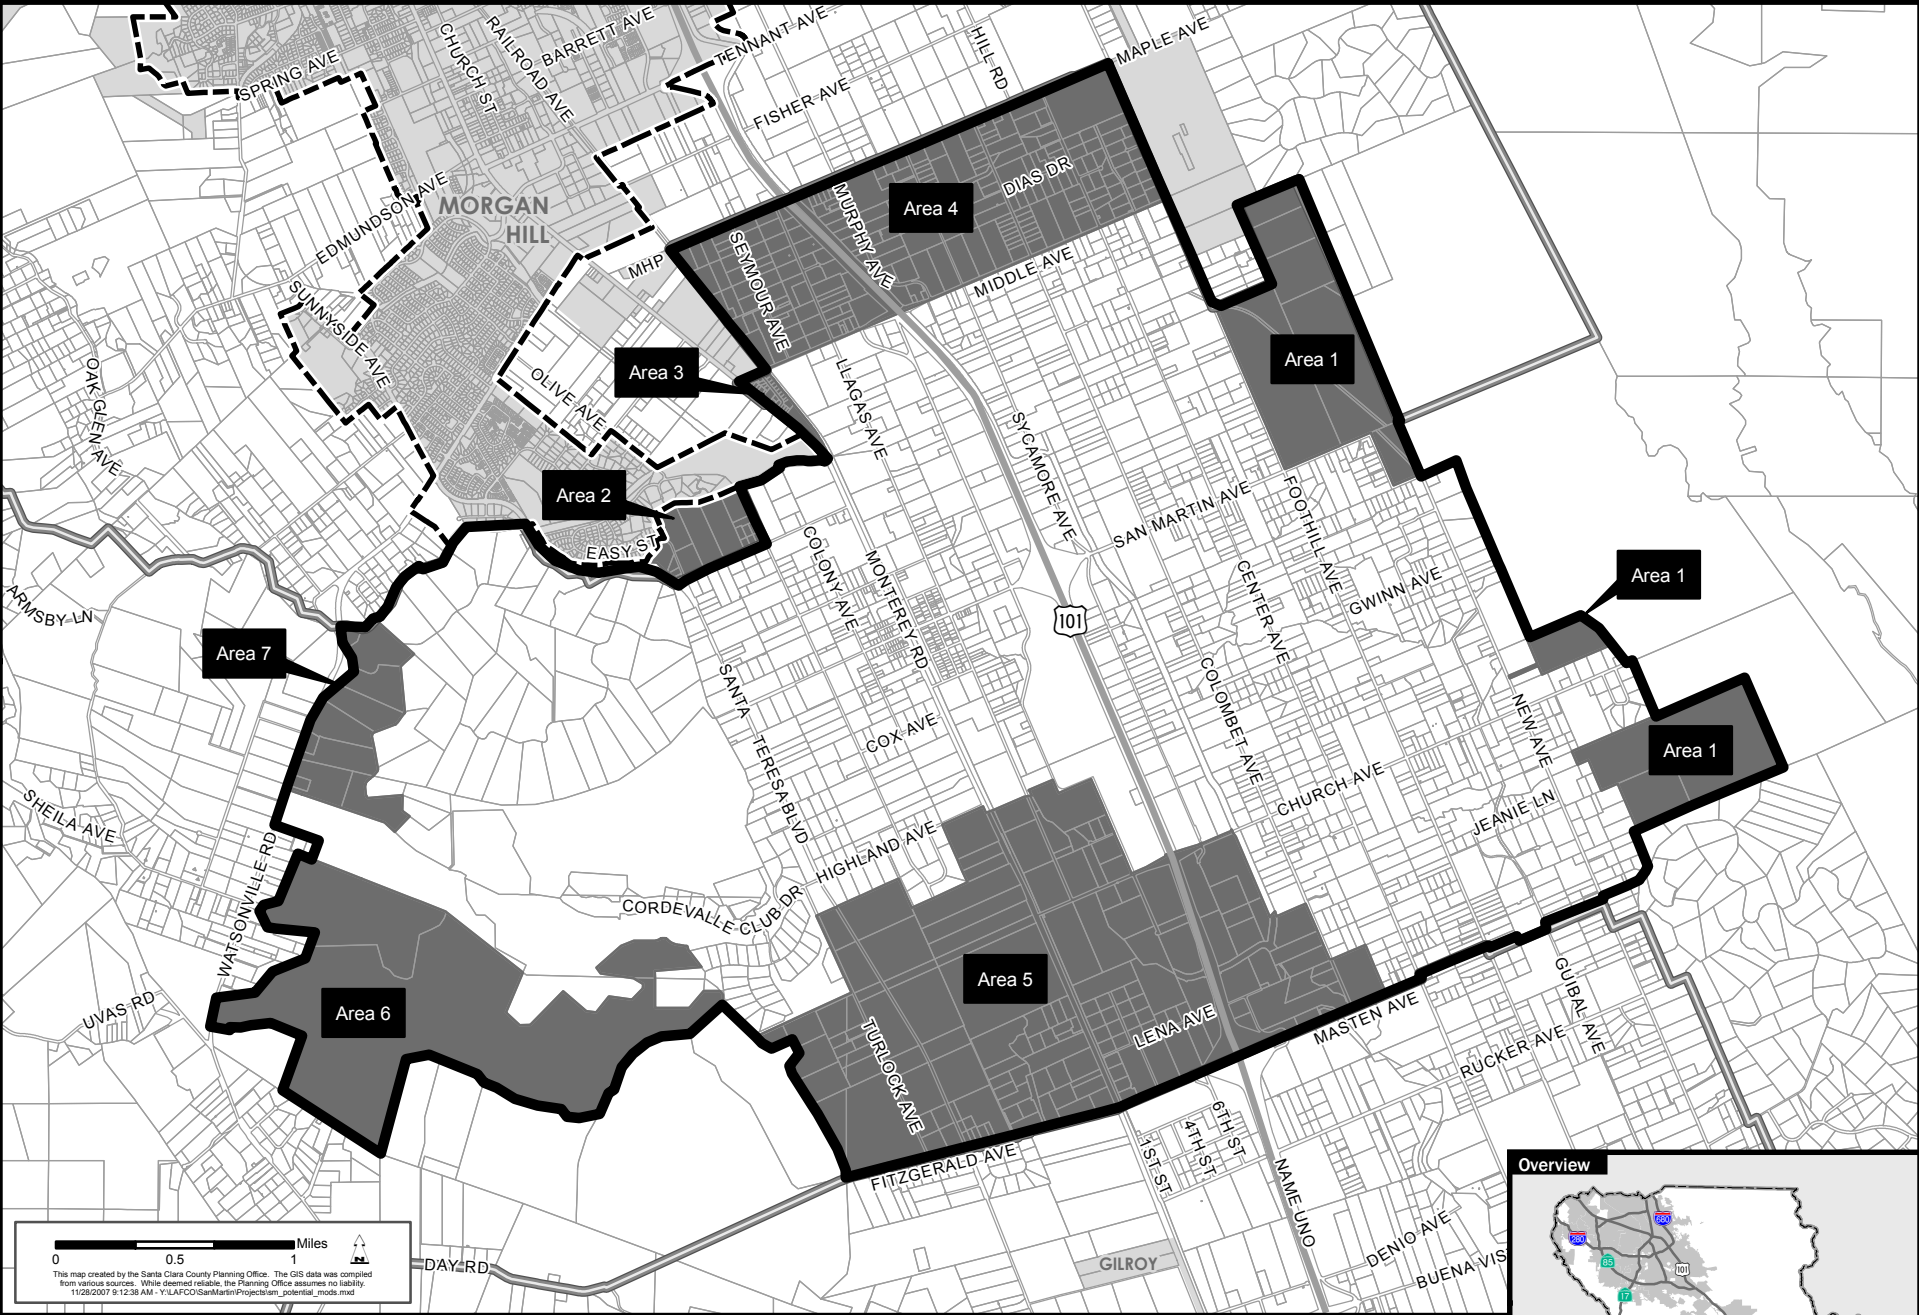 SPRING AVE
CHURCH ST
RAILROAD AVE
BARRETT AVE
TENNANT AVE
FISHER AVE
HILL RD
MAPLE AVE
EDMUNDSON AVE
MORGAN
HILL
MHP
SEYMOUR AVE
MURPHY AVE
Area 4
DIAS DR
MIDDLE AVE
SUNNYSIDE AVE
OAK GLEN AVE
OLIVE AVE
Area 3
LLAGAS AVE
SYCAMORE AVE
Area 1
Area 2
EASY ST
SAN MARTIN AVE
FOOTHILL AVE
COLONY AVE
MONTEREY RD
101
CENTER AVE
GWINN AVE
Area 1
ARMSBY LN
Area 7
SANTA TERESA BLVD
COX AVE
COLOMBET AVE
NEW AVE
Area 1
SHEILA AVE
WATSONVILLE RD
HIGHLAND AVE
CHURCH AVE
JEANIE LN
CORDEVALLE CLUB DR
UVAS RD
Area 6
Area 5
TURLOCK AVE
LENA AVE
MASTEN AVE
GUIBAL AVE
RUCKER AVE
FITZGERALD AVE
1ST ST
4TH ST
6TH ST
NAME UNO
DENIO AVE
BUENA VIS
DAY RD
GILROY
Miles
0 0.5 1
N
This map created by the Santa Clara County Planning Office. The GIS data was compiled
from various sources. While deemed reliable, the Planning Office assumes no liability.
11/28/2007 9:12:38 AM - Y:\LAFCO\SanMartin\Projects\sm_potential_mods.mxd
Overview
680
280
85
101
17